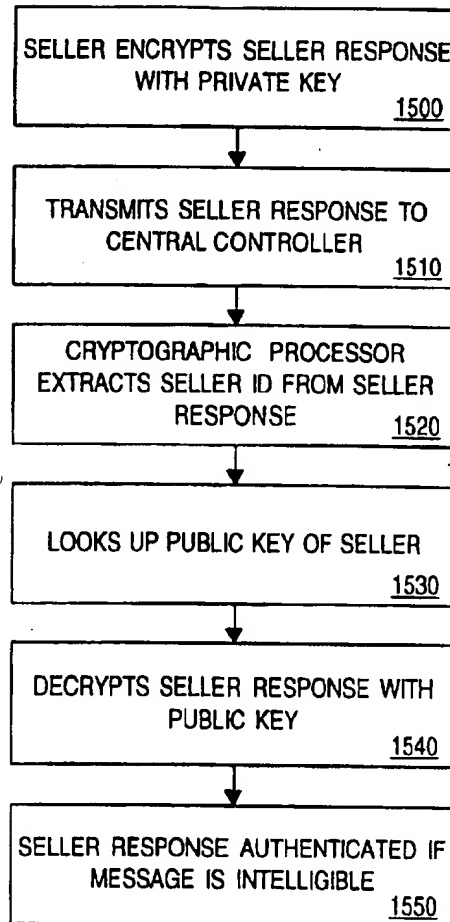 SELLER ENCRYPTS SELLER RESPONSE
WITH PRIVATE KEY
1500
TRANSMITS SELLER RESPONSE TO
CENTRAL CONTROLLER
1510
CRYPTOGRAPHIC PROCESSOR
EXTRACTS SELLER ID FROM SELLER
RESPONSE
1520
LOOKS UP PUBLIC KEY OF SELLER
1530
DECRYPTS SELLER RESPONSE WITH
PUBLIC KEY
1540
SELLER RESPONSE AUTHENTICATED IF
MESSAGE IS INTELLIGIBLE
1550